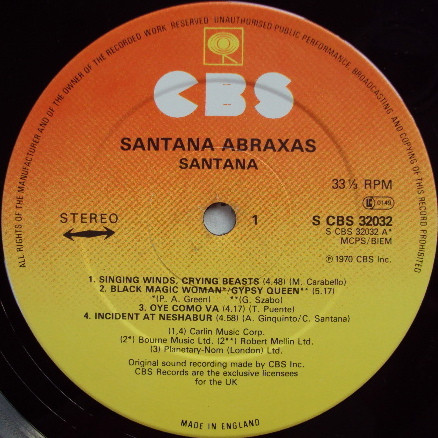 ALL RIGHTS OF THE MANUFACTURER AND OF THE OWNER OF THE RECORDED WORK RESERVED. UNAUTHORISED PUBLIC PERFORMANCE, BROADCASTING AND COPYING OF THIS RECORD PROHIBITED
CBS
SANTANA ABRAXAS
SANTANA
33 1/3 RPM
STEREO
1
S CBS 32032
LC 0149
S CBS 32032 A*
MCPS/BIEM
℗ 1970 CBS Inc.
1. SINGING WINDS, CRYING BEASTS (4.48) (M. Carabello)
2. BLACK MAGIC WOMAN*/GYPSY QUEEN** (5.17)
*(P. A. Green) **(G. Szabo)
3. OYE COMO VA (4.17) (T. Puente)
4. INCIDENT AT NESHABUR (4.58) (A. Ginquinto/C. Santana)
(1,4) Carlin Music Corp.
(2*) Bourne Music Ltd. (2**) Robert Mellin Ltd.
(3) Planetary-Nom (London) Ltd.
Original sound recording made by CBS Inc.
CBS Records are the exclusive licensees
for the UK
MADE IN ENGLAND